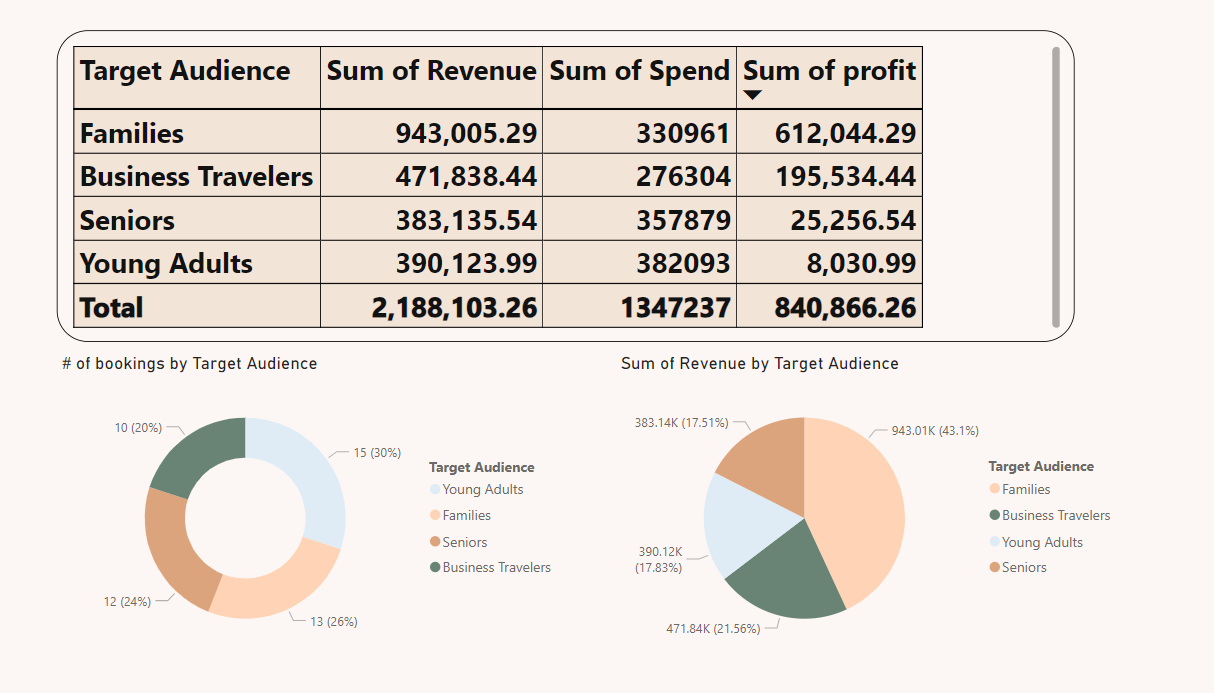 Target Audience Sum of Revenue Sum of Spend Sum of profit
Families 943,005.29 330961 612,044.29
Business Travelers 471,838.44 276304 195,534.44
Seniors 383,135.54 357879 25,256.54
Young Adults 390,123.99 382093 8,030.99
Total 2,188,103.26 1347237 840,866.26
# of bookings by Target Audience
10 (20%)
15 (30%)
12 (24%)
13 (26%)
Target Audience
Young Adults
Families
Seniors
Business Travelers
Sum of Revenue by Target Audience
383.14K (17.51%)
943.01K (43.1%)
390.12K
(17.83%)
471.84K (21.56%)
Target Audience
Families
Business Travelers
Young Adults
Seniors